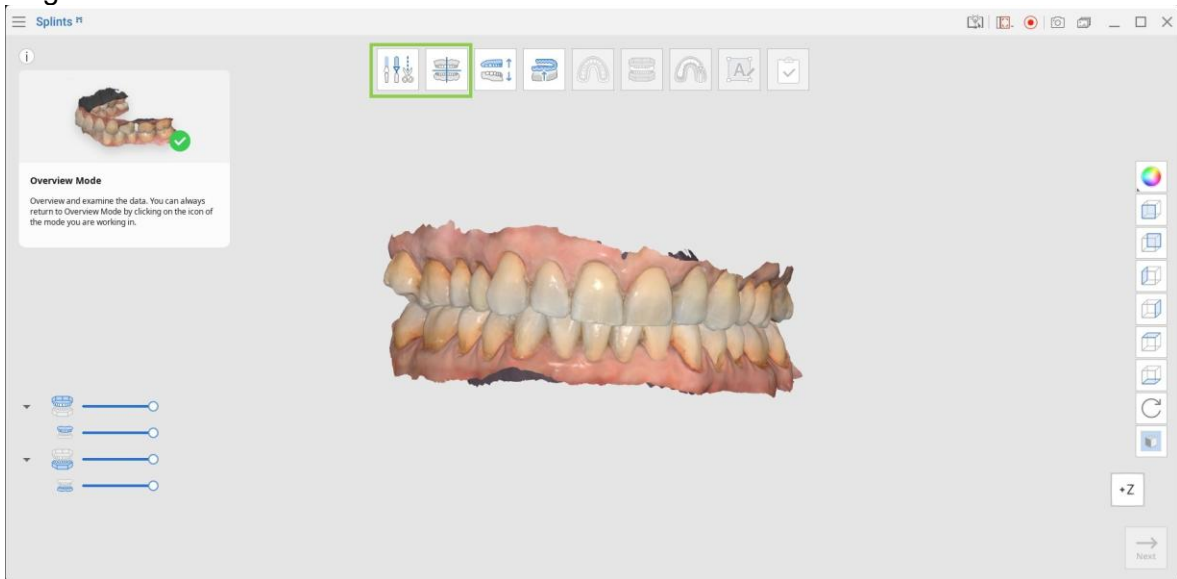 Splints
Overview Mode
Overview and examine the data. You can always
return to Overview Mode by clicking on the icon of
the mode you are working in.
A
+Z
Next